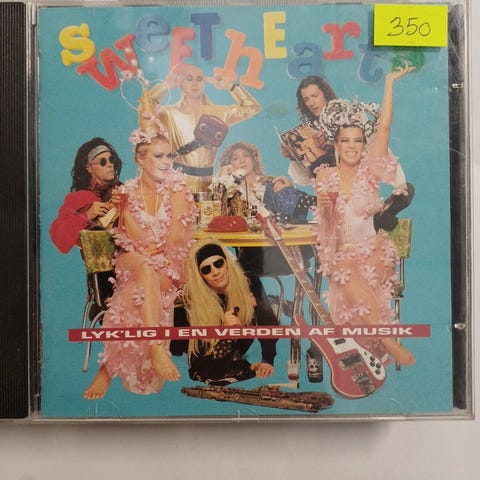 SWEETHEARTS
350
LYK'LIG I EN VERDEN AF MUSIK